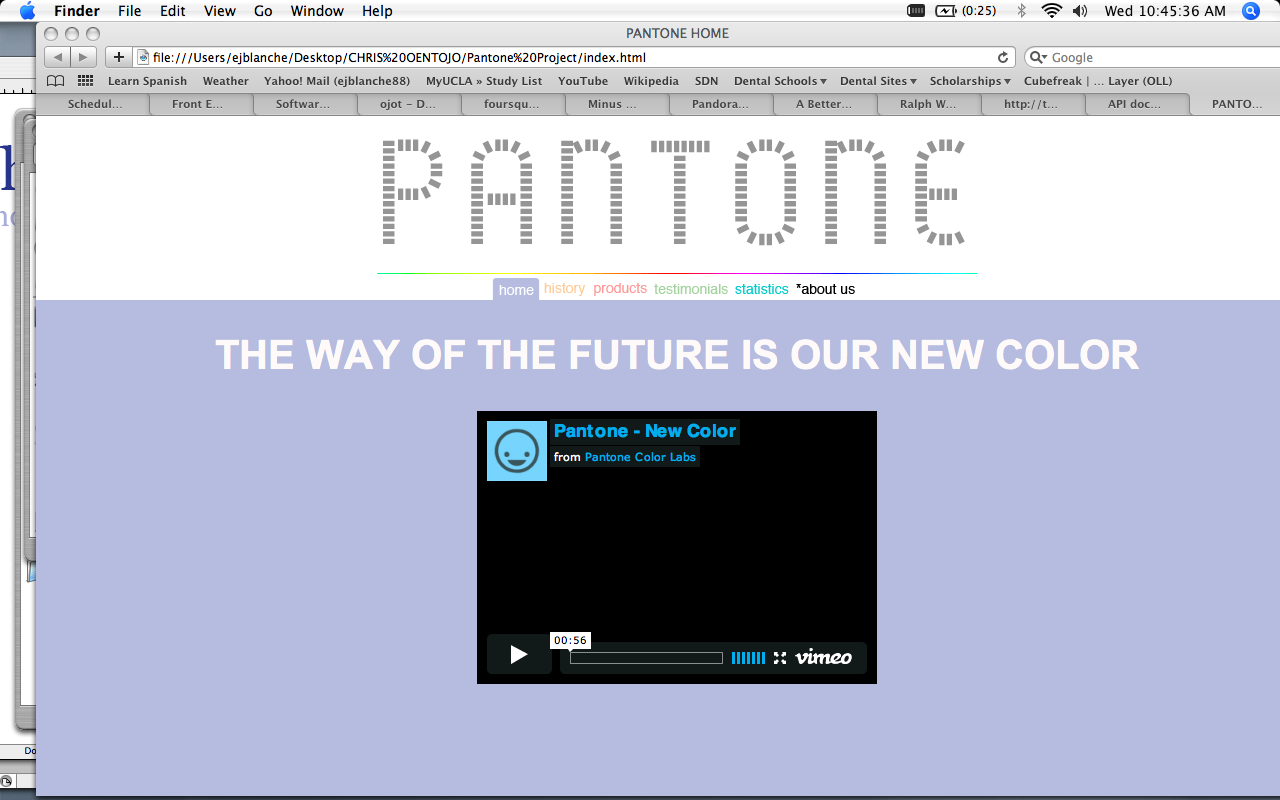 Finder File Edit View Go Window Help (0:25) Wed 10:45:36 AM
PANTONE HOME
file:///Users/ejblanche/Desktop/CHRIS%20OENTOJO/Pantone%20Project/index.html Google
Learn Spanish Weather Yahoo! Mail (ejblanche88) MyUCLA » Study List YouTube Wikipedia SDN Dental Schools Dental Sites Scholarships Cubefreak | ... Layer (OLL)
Schedul... Front E... Softwar... ojot – D... foursqu... Minus ... Pandora... A Better... Ralph W... http://t... API doc... PANTO...
PANTONE
home history products testimonials statistics *about us
THE WAY OF THE FUTURE IS OUR NEW COLOR
Pantone - New Color
from Pantone Color Labs
00:56
vimeo